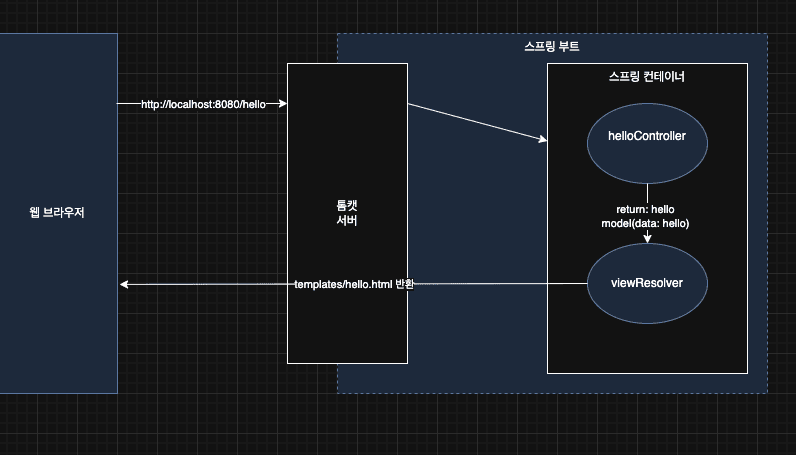 스프링 부트
스프링 컨테이너
http://localhost:8080/hello
helloController
웹 브라우저
톰캣
서버
return: hello
model(data: hello)
templates/hello.html 반환
viewResolver